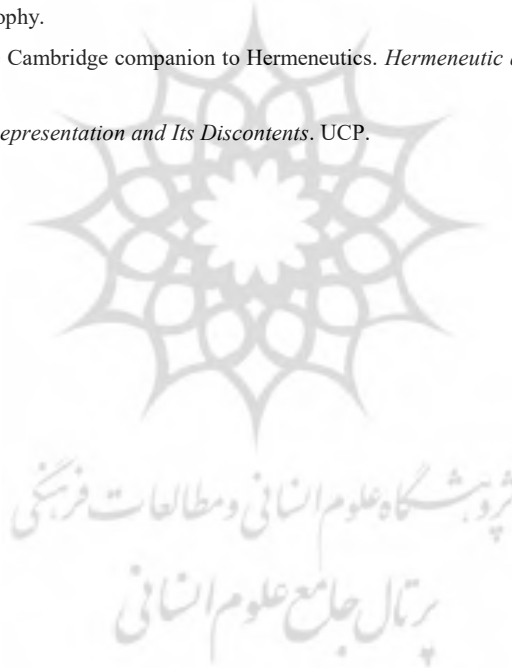 ophy.
Cambridge companion to Hermeneutics. Hermeneutic
epresentation and Its Discontents. UCP.
پژوهشگاه علوم انسانی و مطالعات فرهنگی
پرتال جامع علوم انسانی